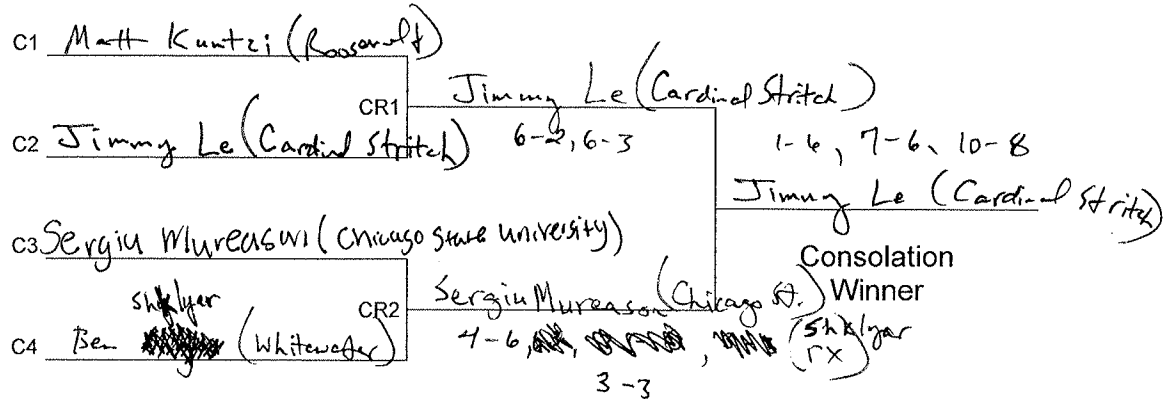 C1 Matt Kuntzi (Roosevelt)
CR1 Jimmy Le (Cardinal Stritch)
C2 Jimmy Le (Cardinal Stritch)
6-2, 6-3
1-6, 7-6, 10-8
Jimmy Le (Cardinal Stritch)
Consolation
Winner
C3 Sergiu Mureason (Chicago State University)
CR2 Sergiu Mureason (Chicago St.)
C4 Ben Shklyar (Whitewater)
4-6, 3-3 (Shklyar rx)